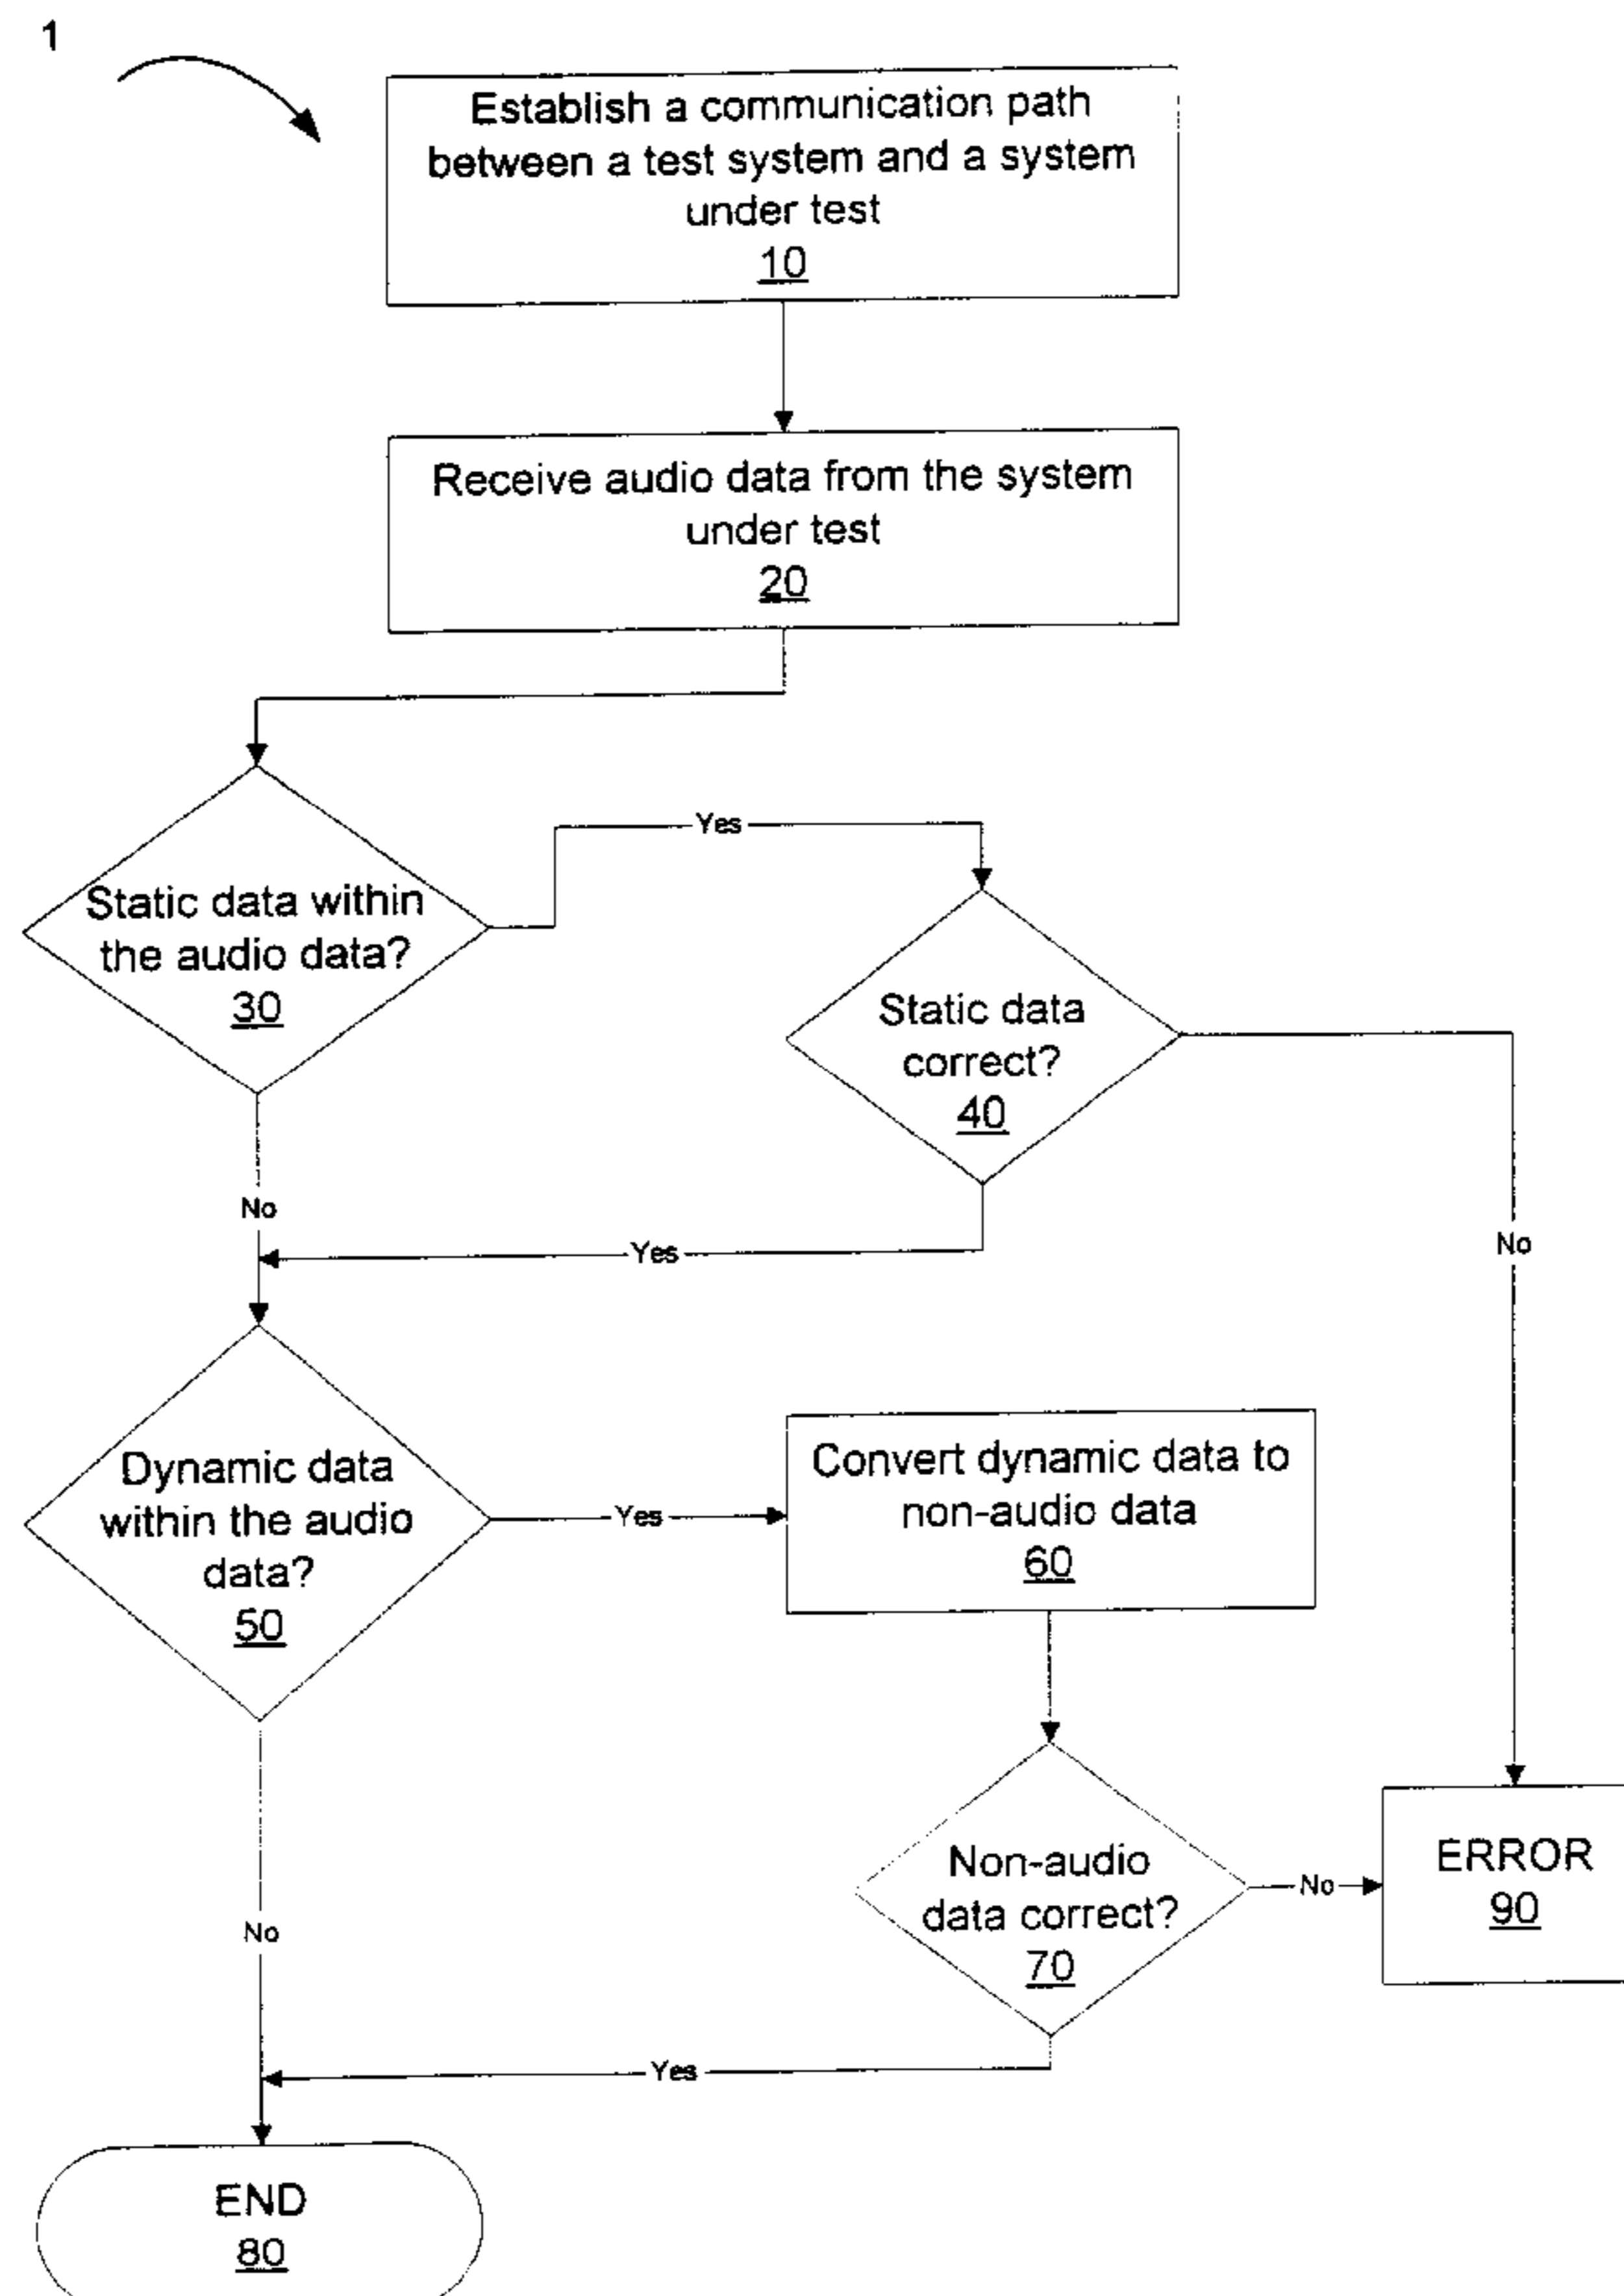 1
Establish a communication path
between a test system and a system
under test
10
Receive audio data from the system
under test
20
Yes
Static data within
the audio data?
30
Static data
correct?
40
No
Yes
No
Dynamic data
within the audio
data?
50
Yes
Convert dynamic data to
non-audio data
60
Non-audio
data correct?
70
No
ERROR
90
No
Yes
END
80